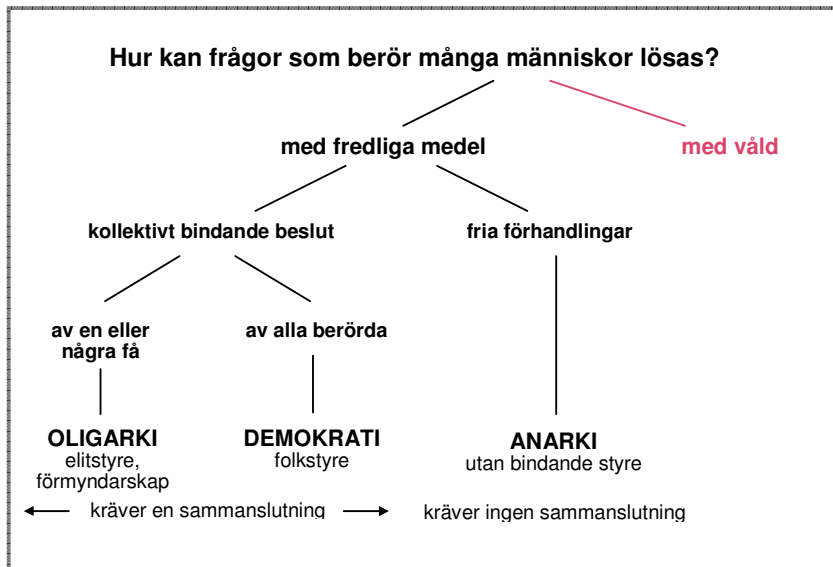 Hur kan frågor som berör många människor lösas?
med fredliga medel
med våld
kollektivt bindande beslut
fria förhandlingar
av en eller
några få
av alla berörda
OLIGARKI
elitstyre,
förmyndarskap
DEMOKRATI
folkstyre
ANARKI
utan bindande styre
kräver en sammanslutning
kräver ingen sammanslutning